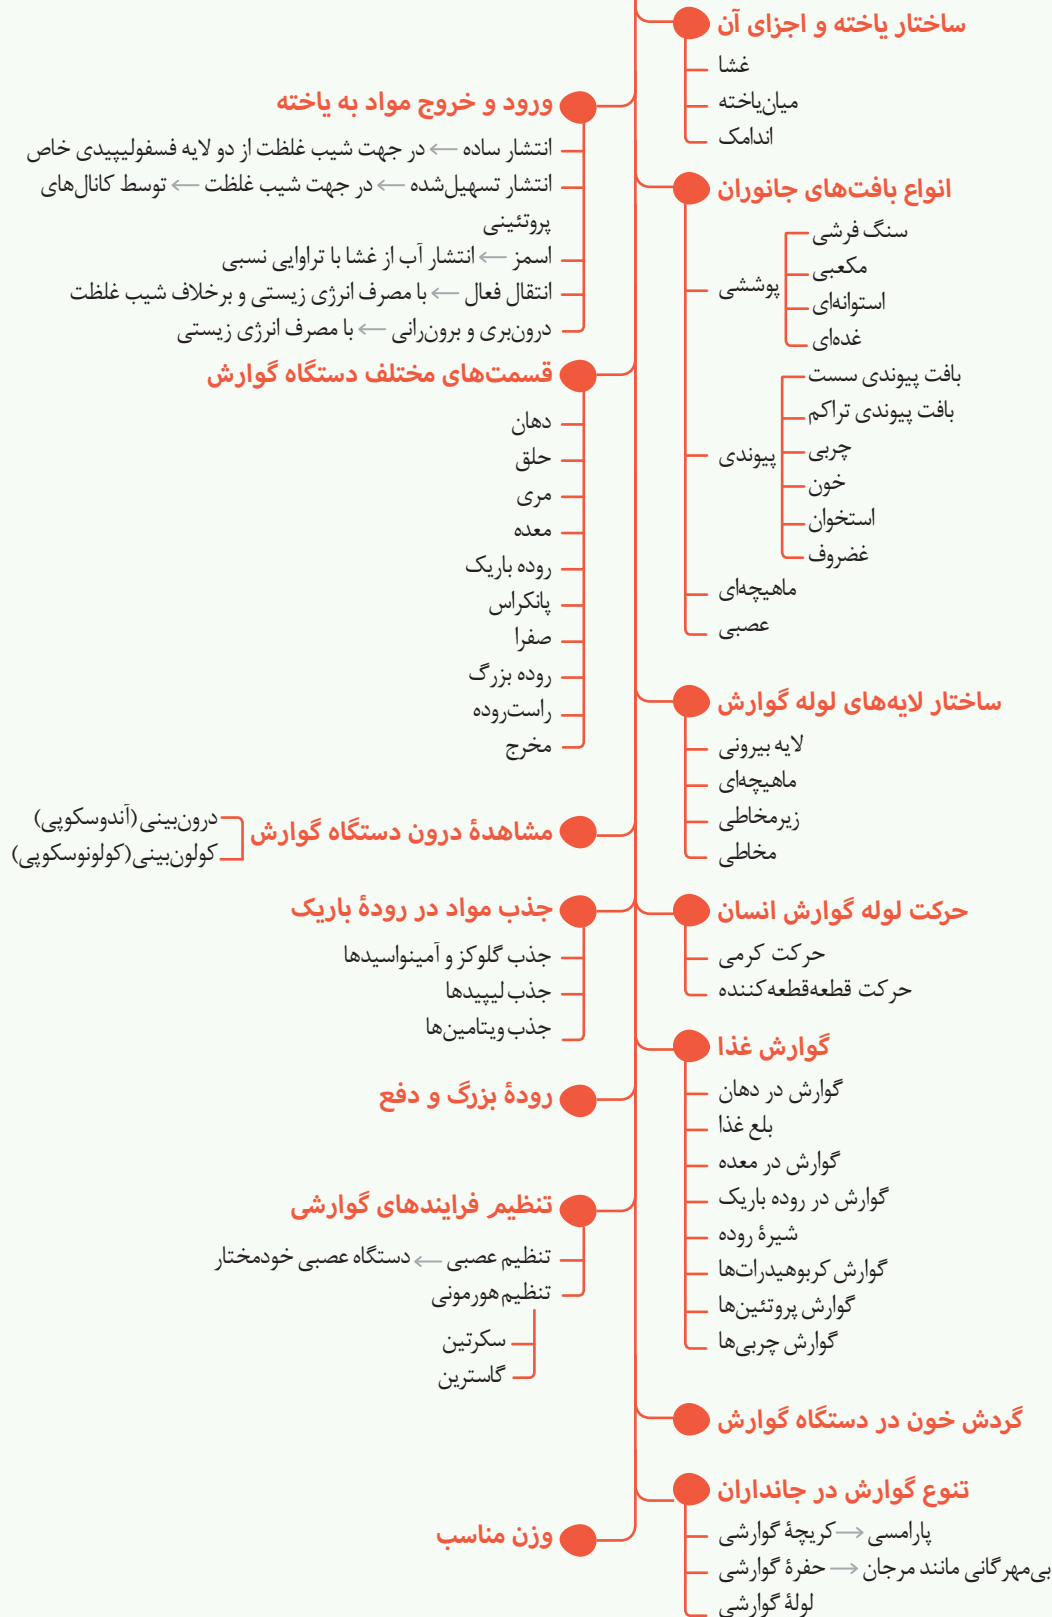 ساختار یاخته و اجزای آن
غشا
میان‌یاخته
اندامک
ورود و خروج مواد به یاخته
انتشار ساده ← در جهت شیب غلظت از دو لایه فسفولیپیدی خاص
انتشار تسهیل‌شده ← در جهت شیب غلظت ← توسط کانال‌های
پروتئینی
اسمز ← انتشار آب از غشا با تراوایی نسبی
انتقال فعال ← با مصرف انرژی زیستی و برخلاف شیب غلظت
درون‌بری و برون‌رانی ← با مصرف انرژی زیستی
انواع بافت‌های جانوران
پوششی
سنگ فرشی
مکعبی
استوانه‌ای
غده‌ای
پیوندی
بافت پیوندی سست
بافت پیوندی تراکم
چربی
خون
استخوان
غضروف
ماهیچه‌ای
عصبی
قسمت‌های مختلف دستگاه گوارش
دهان
حلق
مری
معده
روده باریک
پانکراس
صفرا
روده بزرگ
راست‌روده
مخرج
ساختار لایه‌های لوله گوارش
لایه بیرونی
ماهیچه‌ای
زیرمخاطی
مخاطی
مشاهدهٔ درون دستگاه گوارش
درون‌بینی (آندوسکوپی)
کولون‌بینی (کولونوسکوپی)
حرکت لوله گوارش انسان
حرکت کرمی
حرکت قطعه‌قطعه‌کننده
جذب مواد در رودهٔ باریک
جذب گلوکز و آمینواسیدها
جذب لیپیدها
جذب ویتامین‌ها
گوارش غذا
گوارش در دهان
بلع غذا
گوارش در معده
گوارش در روده باریک
شیرهٔ روده
گوارش کربوهیدرات‌ها
گوارش پروتئین‌ها
گوارش چربی‌ها
رودهٔ بزرگ و دفع
تنظیم فرایندهای گوارشی
تنظیم عصبی ← دستگاه عصبی خودمختار
تنظیم هورمونی
سکرتین
گاسترین
گردش خون در دستگاه گوارش
تنوع گوارش در جانداران
پارامسی → کریچهٔ گوارشی
بی‌مهرگانی مانند مرجان → حفرهٔ گوارشی
لولهٔ گوارشی
وزن مناسب